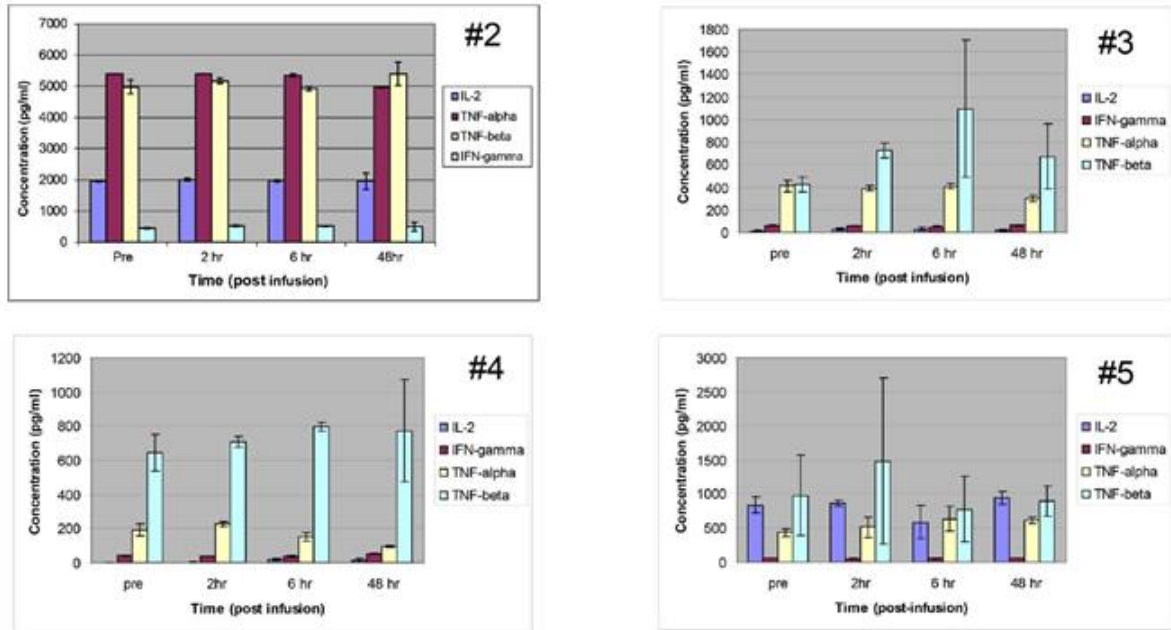 #2
7000
6000
5000
4000
3000
2000
1000
0
Concentration (pg/ml)
Pre 2 hr 6 hr 48hr
Time (post infusion)
IL-2
TNF-alpha
TNF-beta
IFN-gamma
#3
1800
1600
1400
1200
1000
800
600
400
200
0
Concentration (pg/ml)
pre 2hr 6 hr 48 hr
Time (post infusion)
IL-2
IFN-gamma
TNF-alpha
TNF-beta
#4
1200
1000
800
600
400
200
0
Concentration (pg/ml)
pre 2hr 6 hr 48 hr
Time (post infusion)
IL-2
IFN-gamma
TNF-alpha
TNF-beta
#5
3000
2500
2000
1500
1000
500
0
Concentration (pg/ml)
pre 2hr 6 hr 48 hr
Time (post-infusion)
IL-2
IFN-gamma
TNF-alpha
TNF-beta